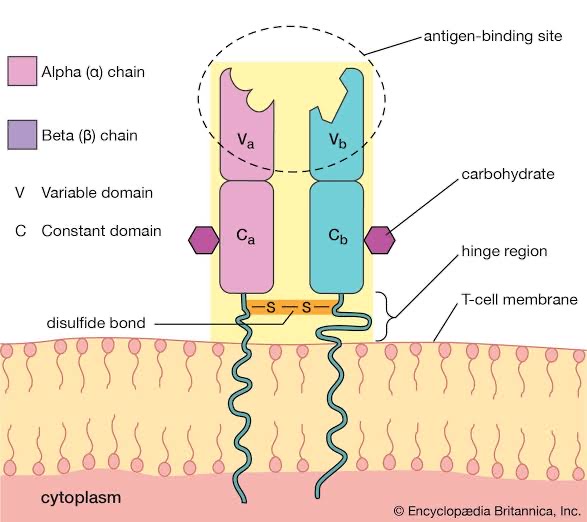 antigen-binding site
Alpha (α) chain
Beta (β) chain
V Variable domain
C Constant domain
Va
Vb
carbohydrate
Ca
Cb
hinge region
T-cell membrane
S S
disulfide bond
cytoplasm
© Encyclopædia Britannica, Inc.